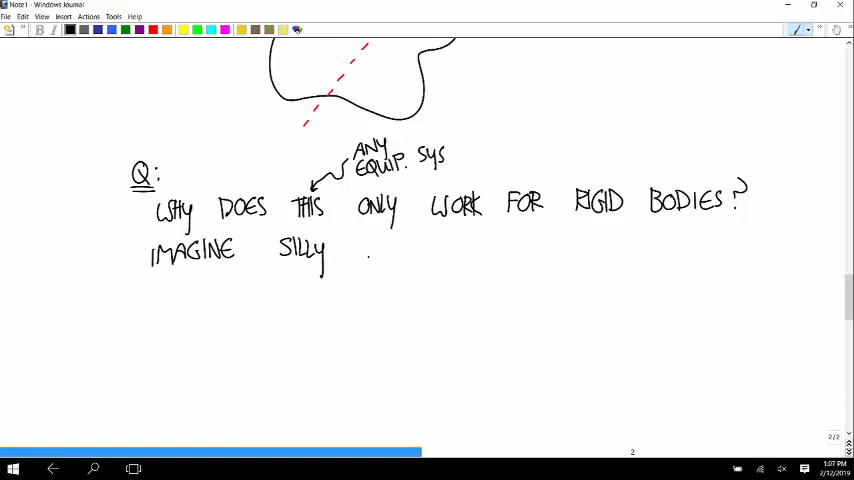 Note1 - Windows Journal
File Edit View Insert Actions Tools Help
B I
ANY
EQUIP. SYS
Q:
WHY DOES THIS ONLY WORK FOR RIGID BODIES?
IMAGINE SILLY
2/2
2
1:07 PM
2/12/2019